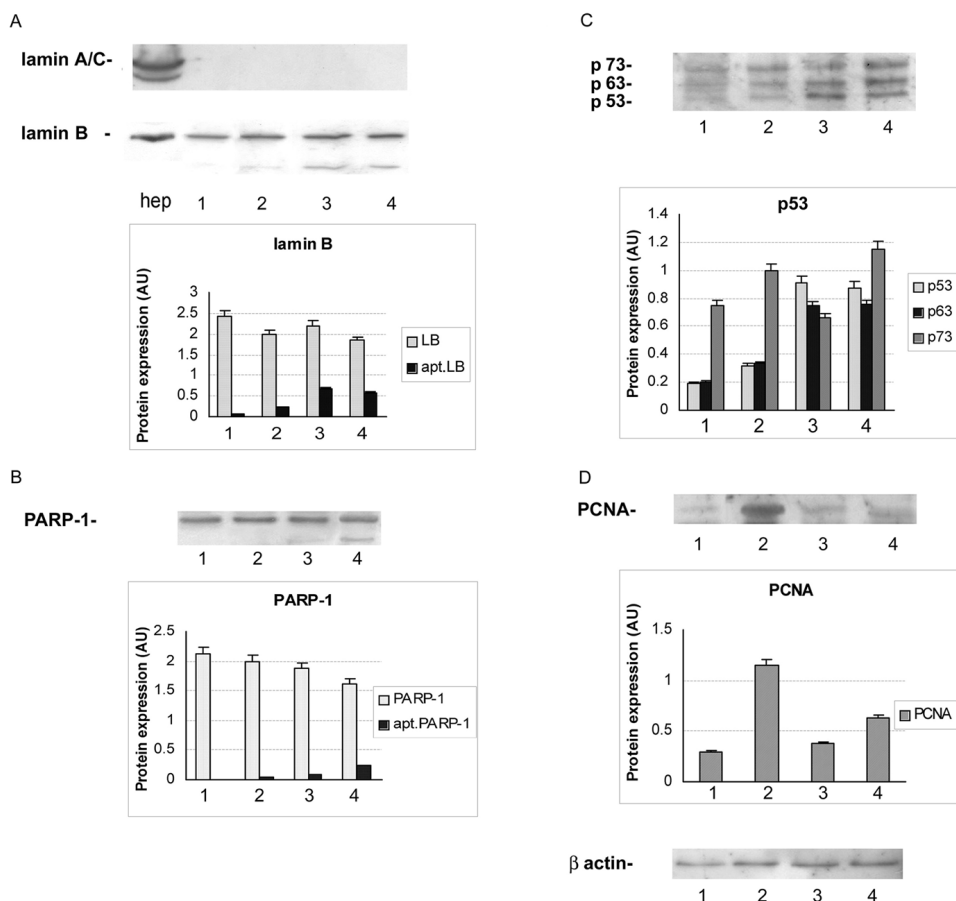 A
lamin A/C-
lamin B -
hep 1 2 3 4
lamin B
Protein expression (AU)
3
2.5
2
1.5
1
0.5
0
1 2 3 4
LB
apt.LB
B
PARP-1-
1 2 3 4
PARP-1
Protein expression (AU)
2.5
2
1.5
1
0.5
0
1 2 3 4
PARP-1
apt.PARP-1
C
p 73-
p 63-
p 53-
1 2 3 4
p53
Protein expression (AU)
1.4
1.2
1
0.8
0.6
0.4
0.2
0
1 2 3 4
p53
p63
p73
D
PCNA-
1 2 3 4
PCNA
Protein expression (AU)
1.5
1
0.5
0
1 2 3 4
PCNA
β actin-
1 2 3 4